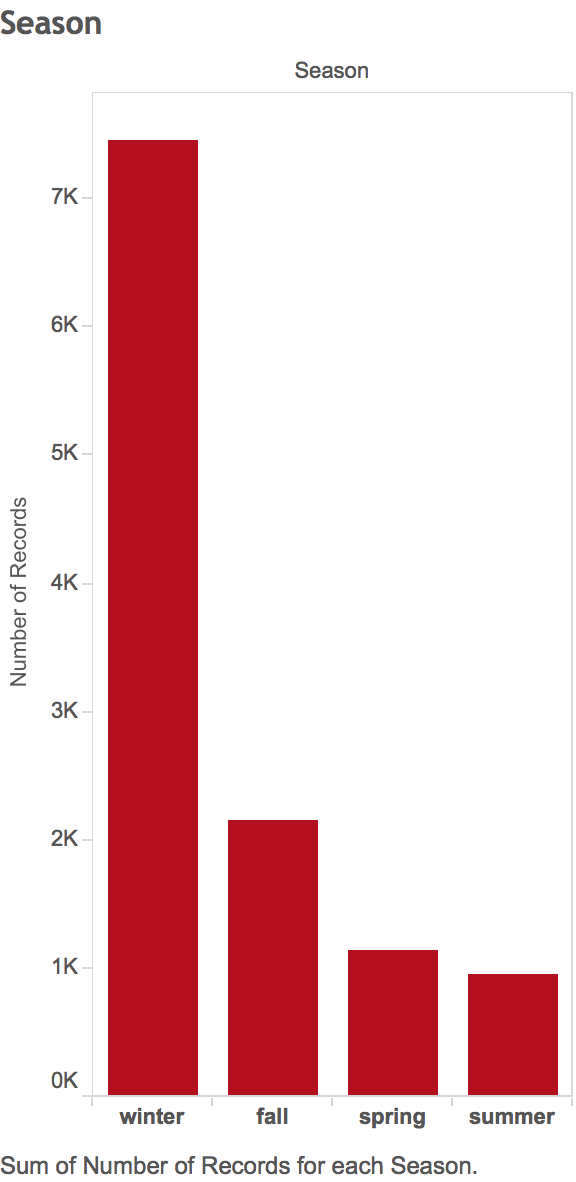 Season
Season
7K
6K
5K
4K
3K
2K
1K
0K
Number of Records
winter fall spring summer
Sum of Number of Records for each Season.